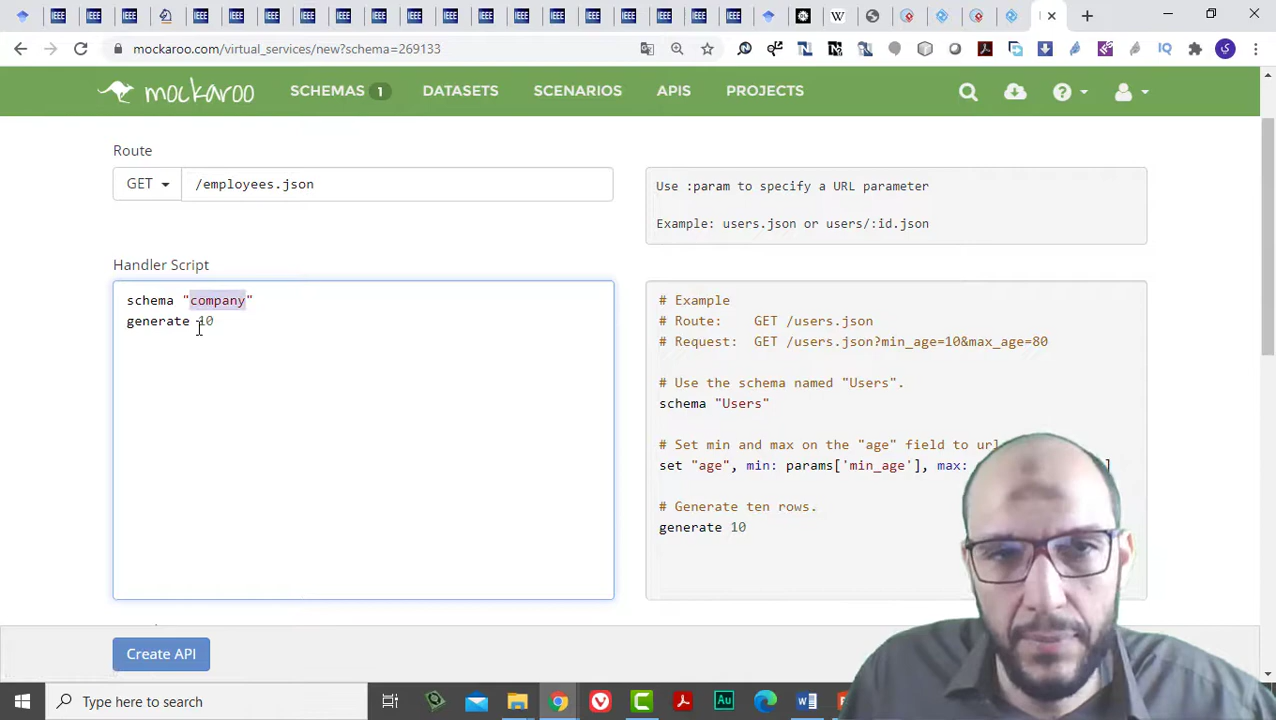 mockaroo.com/virtual_services/new?schema=269133
mockaroo SCHEMAS 1 DATASETS SCENARIOS APIS PROJECTS
Route
GET /employees.json
Use :param to specify a URL parameter
Example: users.json or users/:id.json
Handler Script
schema "company"
generate 10
# Example
# Route: GET /users.json
# Request: GET /users.json?min_age=10&max_age=80
# Use the schema named "Users".
schema "Users"
# Set min and max on the "age" field to
set "age", min: params['min_age'], max:
# Generate ten rows.
generate 10
Create API
Type here to search